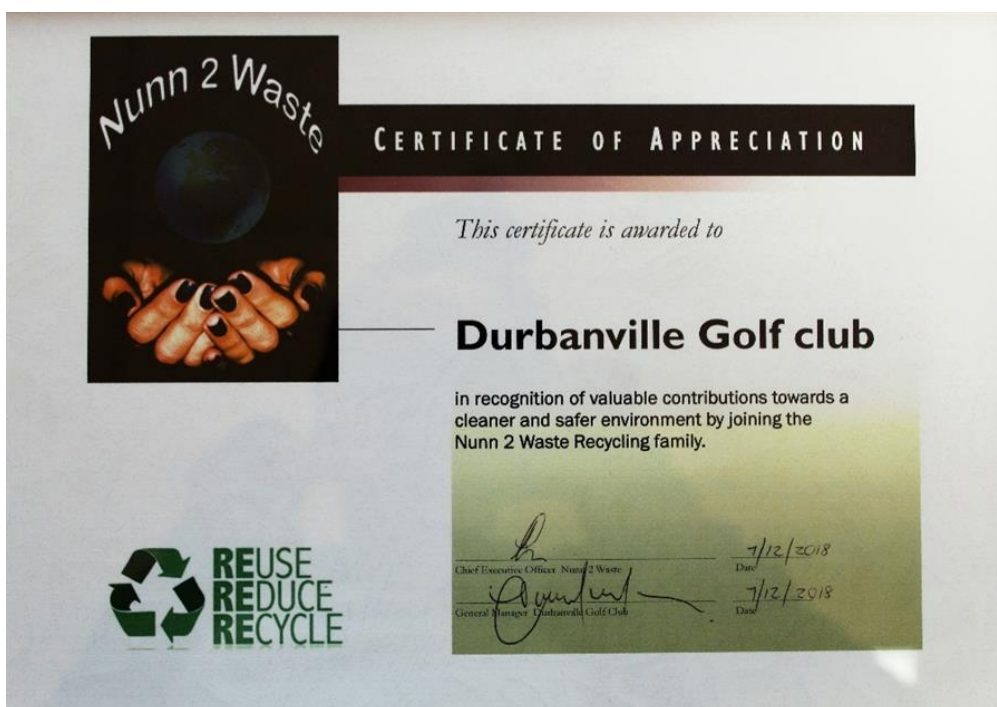 Nunn 2 Waste
CERTIFICATE OF APPRECIATION
This certificate is awarded to
Durbanville Golf club
in recognition of valuable contributions towards a
cleaner and safer environment by joining the
Nunn 2 Waste Recycling family.
7/12/2018
Chief Executive Officer Nunn 2 Waste
Date
7/12/2018
General Manager Durbanville Golf Club
Date
REUSE
REDUCE
RECYCLE